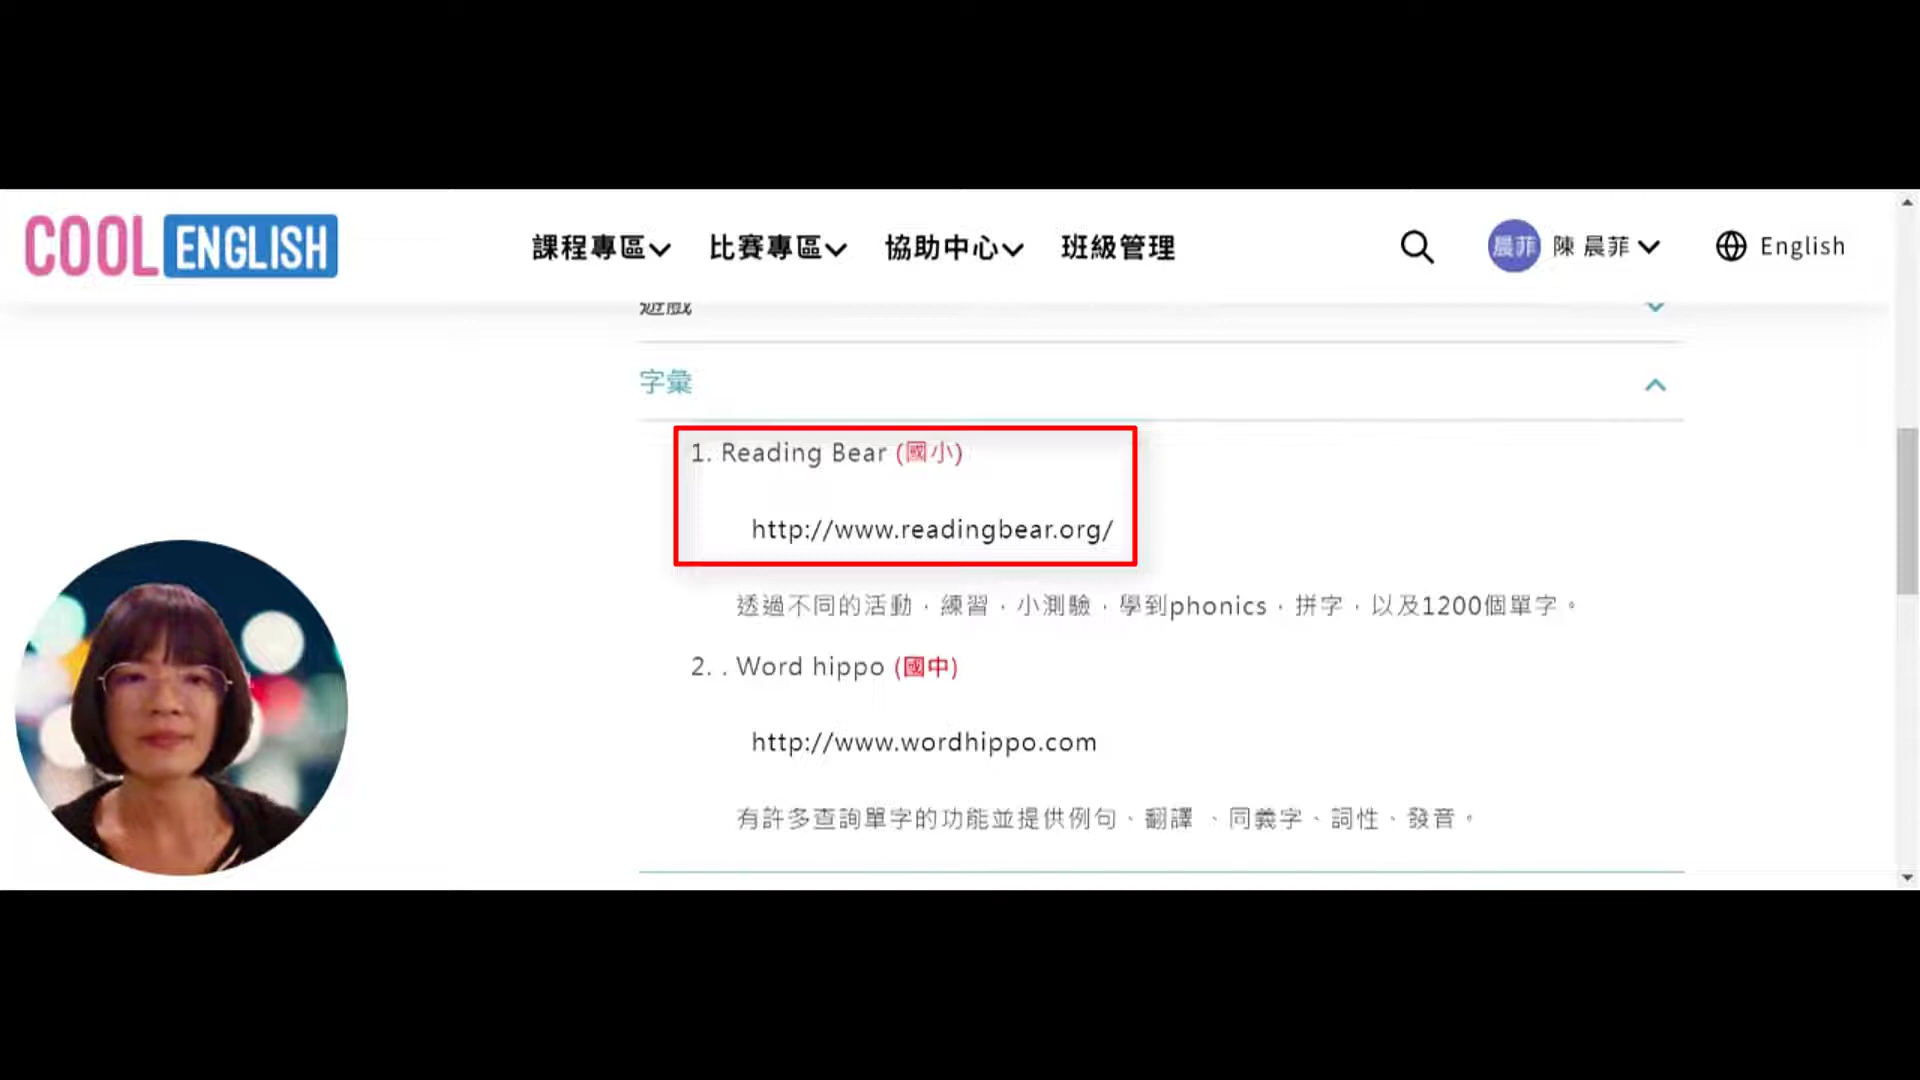 COOL ENGLISH
課程專區 比賽專區 協助中心 班級管理 晨菲 陳 晨菲 English
遊戲
字彙
1. Reading Bear (國小)
http://www.readingbear.org/
透過不同的活動，練習，小測驗，學到phonics，拼字，以及1200個單字。
2. . Word hippo (國中)
http://www.wordhippo.com
有許多查詢單字的功能並提供例句、翻譯 、同義字、詞性、發音。